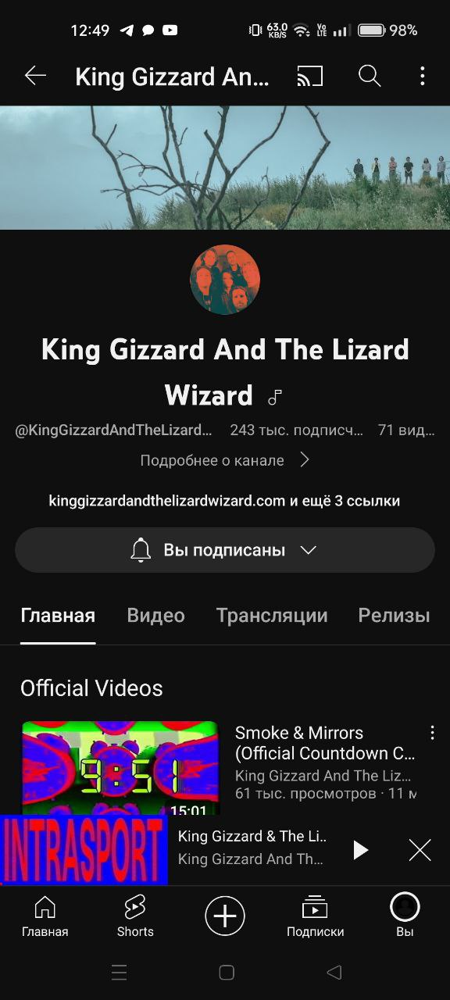 12:49 63.0 KB/S Vo LTE 98%
King Gizzard An...
King Gizzard And The Lizard
Wizard
@KingGizzardAndTheLizard... 243 тыс. подписч... 71 вид...
Подробнее о канале
kinggizzardandthelizardwizard.com и ещё 3 ссылки
Вы подписаны
Главная Видео Трансляции Релизы
Official Videos
Smoke & Mirrors
(Official Countdown C...
King Gizzard And The Liz...
61 тыс. просмотров · 11 м
9:51
15:01
INTRASPORT
King Gizzard & The Li..
King Gizzard And Th...
Главная Shorts Подписки Вы